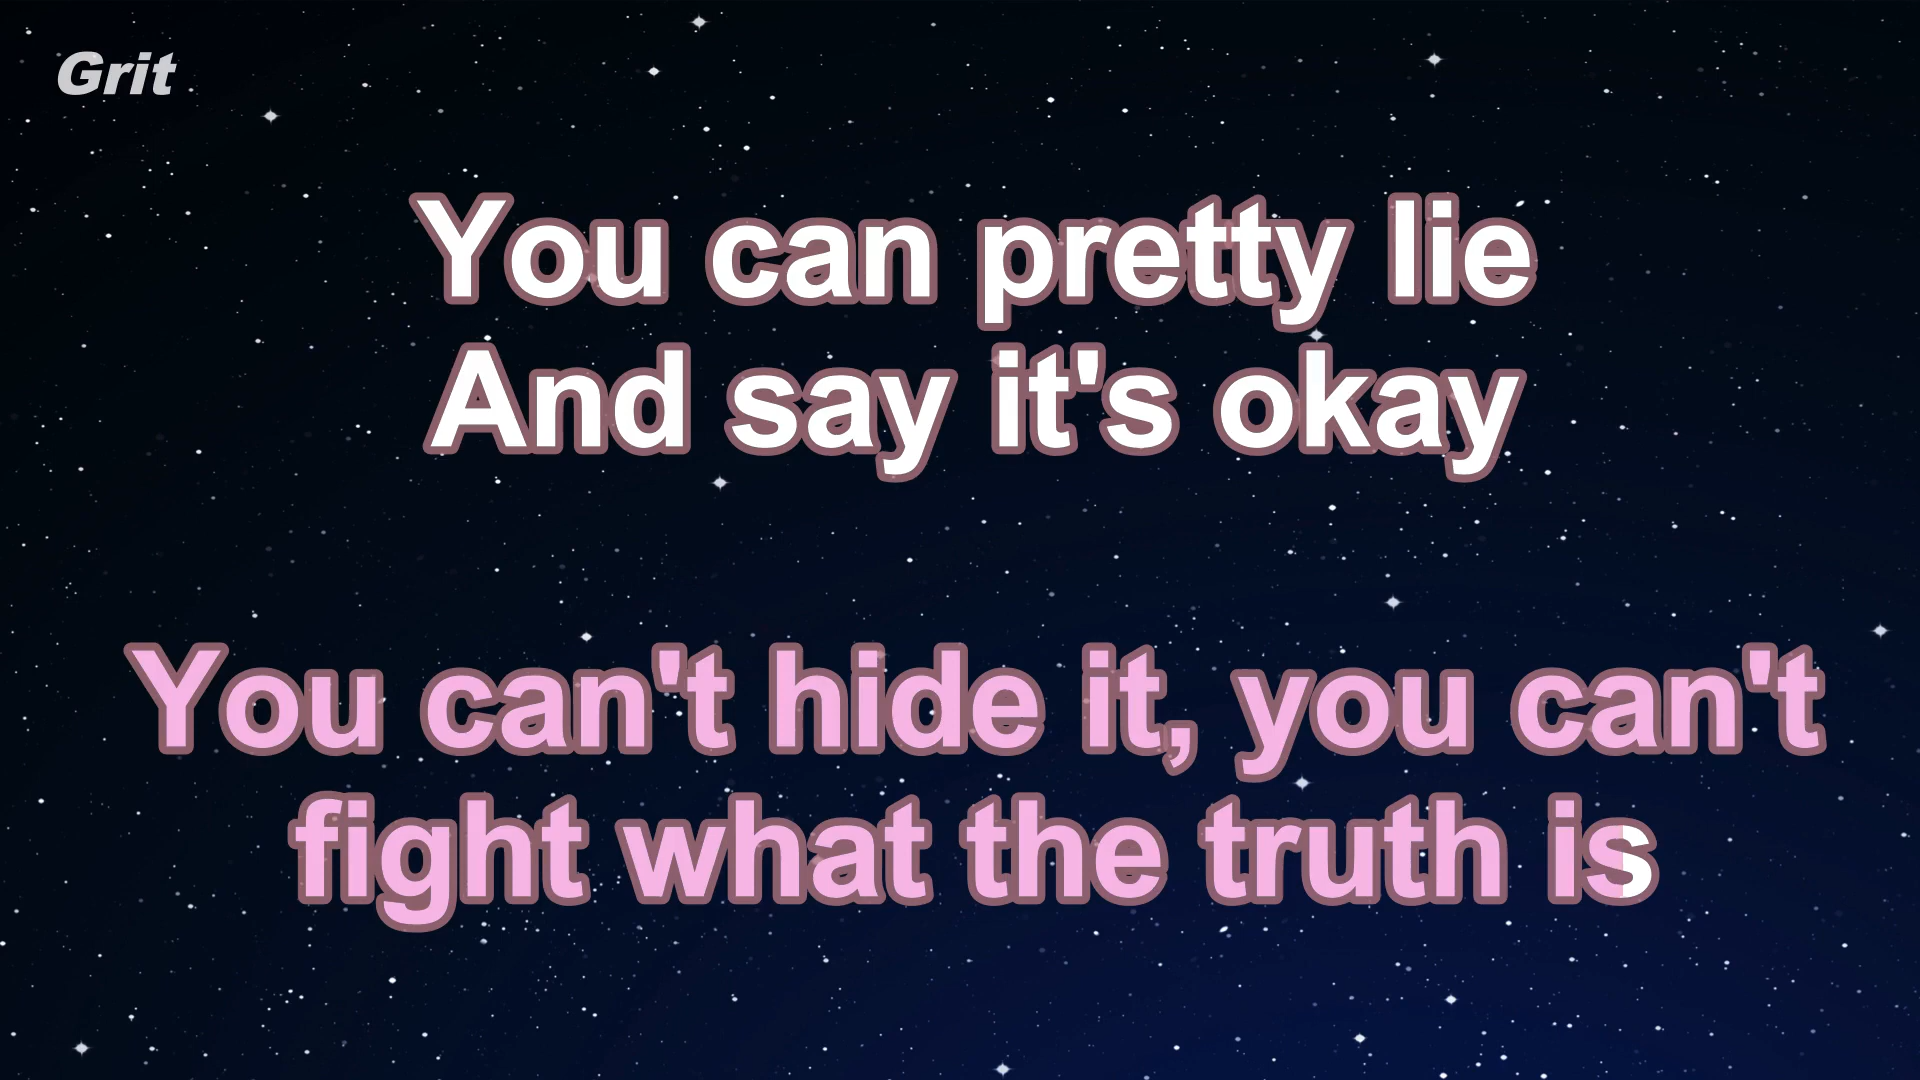 Grit
You can pretty lie
And say it's okay
You can't hide it, you can't
fight what the truth is